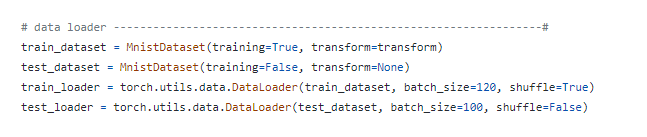 # data loader -------------------------------------------------------------#
train_dataset = MnistDataset(training=True, transform=transform)
test_dataset = MnistDataset(training=False, transform=None)
train_loader = torch.utils.data.DataLoader(train_dataset, batch_size=120, shuffle=True)
test_loader = torch.utils.data.DataLoader(test_dataset, batch_size=100, shuffle=False)